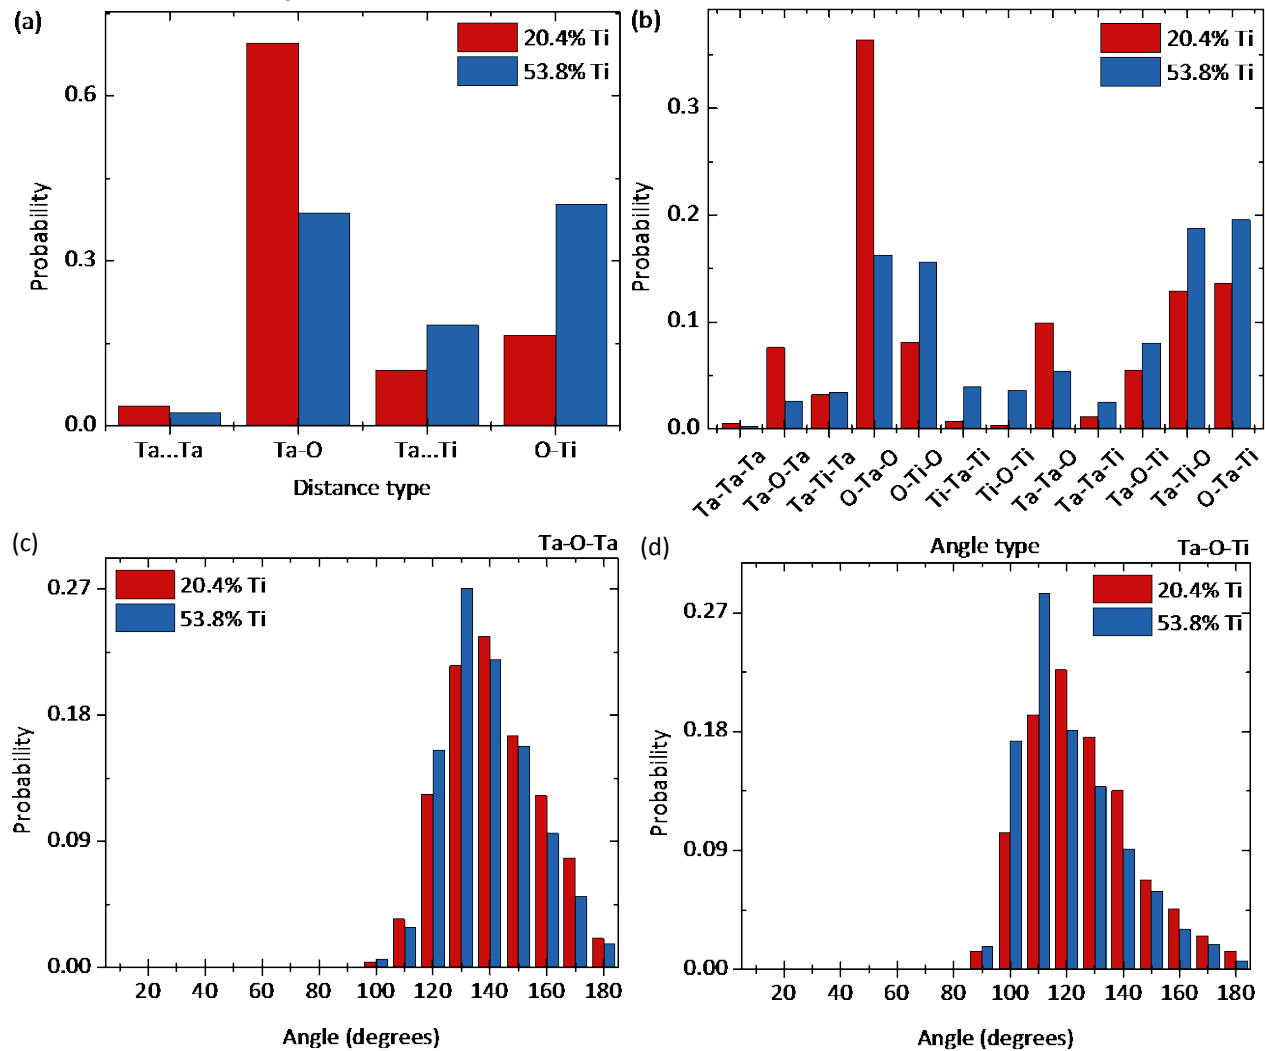 (a)
20.4% Ti
53.8% Ti
0.6
0.3
0.0
Probability
Ta...Ta
Ta-O
Ta...Ti
O-Ti
Distance type
(b)
20.4% Ti
53.8% Ti
0.3
0.2
0.1
0.0
Probability
Ta-Ta-Ta
Ta-O-Ta
Ta-Ti-Ta
O-Ta-O
O-Ti-O
Ti-Ta-Ti
Ti-O-Ti
Ta-Ta-O
Ta-Ta-Ti
Ta-O-Ti
Ta-Ti-O
O-Ta-Ti
Angle type
(c)
Ta-O-Ta
20.4% Ti
53.8% Ti
0.27
0.18
0.09
0.00
Probability
20 40 60 80 100 120 140 160 180
Angle (degrees)
(d)
Ta-O-Ti
20.4% Ti
53.8% Ti
0.27
0.18
0.09
0.00
Probability
20 40 60 80 100 120 140 160 180
Angle (degrees)